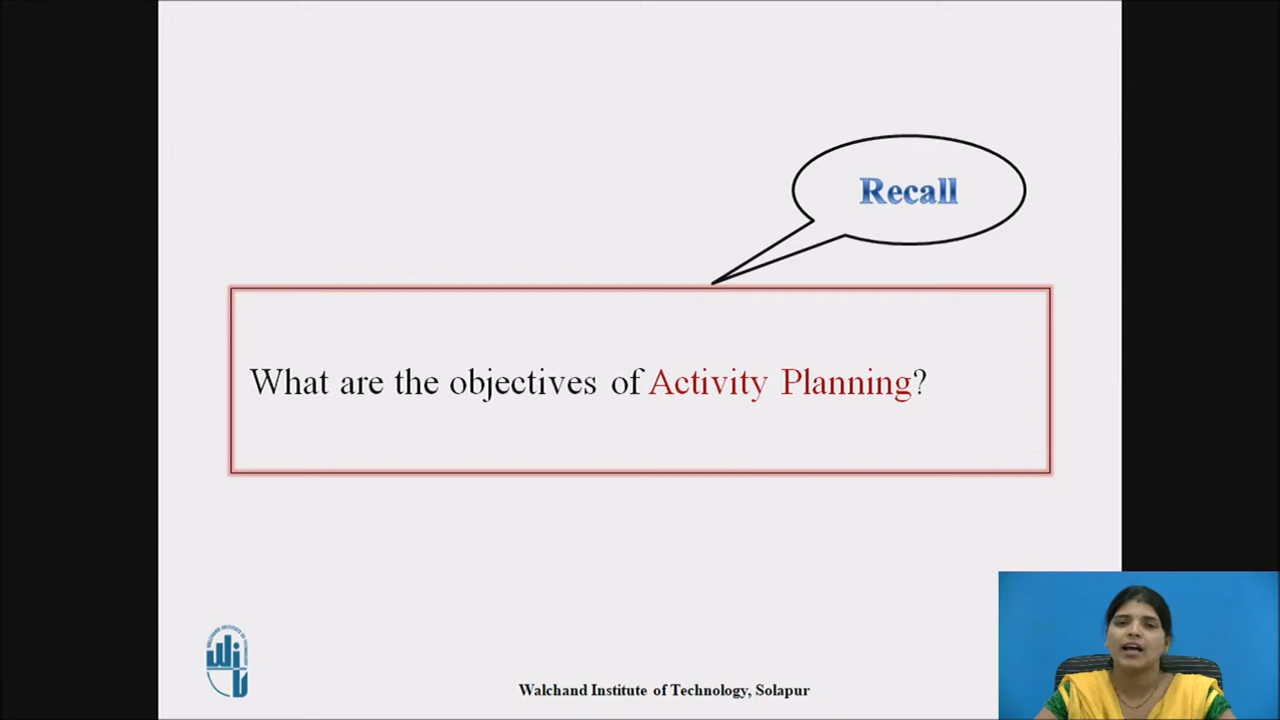 Recall
What are the objectives of Activity Planning?
Walchand Institute of Technology, Solapur